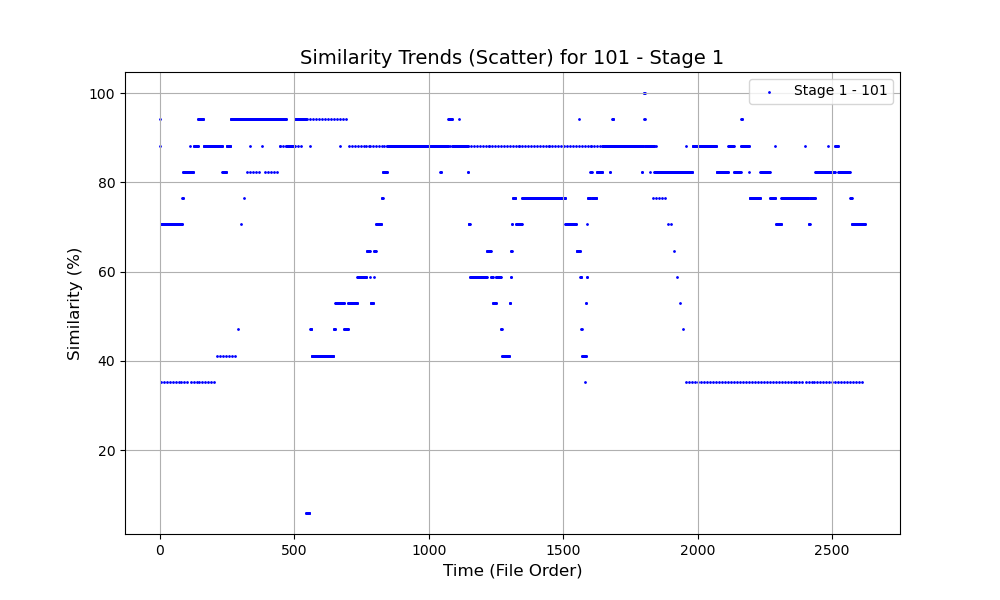 Similarity Trends (Scatter) for 101 - Stage 1
Stage 1 - 101
100
80
60
40
20
Similarity (%)
0 500 1000 1500 2000 2500
Time (File Order)